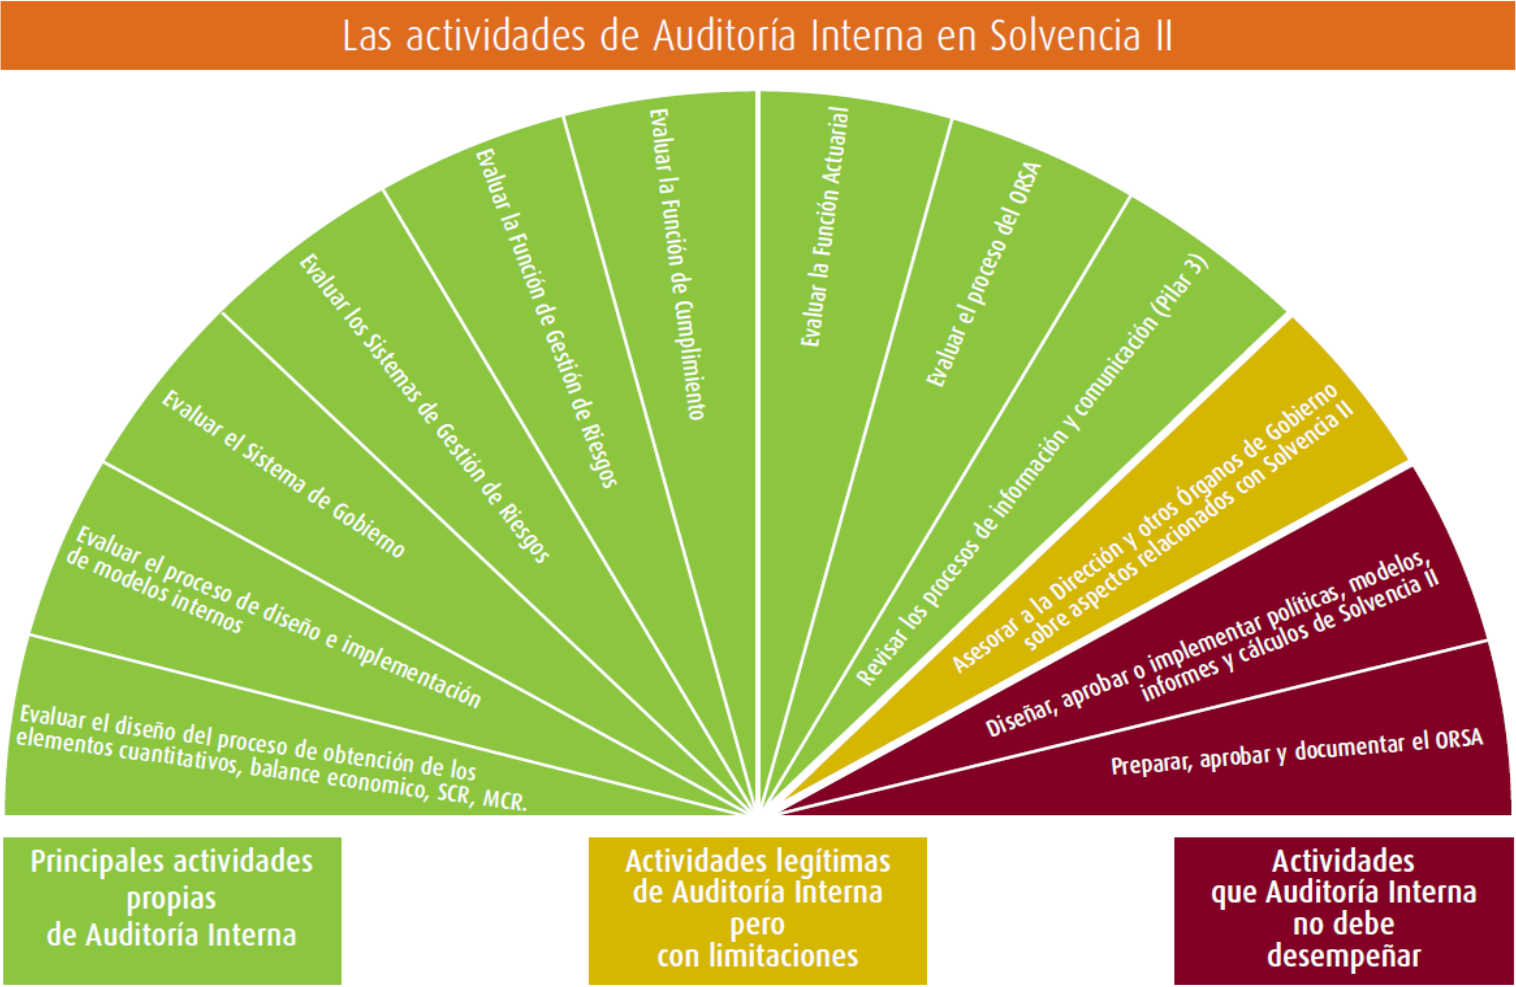 Las actividades de Auditoría Interna en Solvencia II
Evaluar el diseño del proceso de obtención de los
elementos cuantitativos, balance economico, SCR, MCR.
Evaluar el proceso de diseño e implementación
de modelos internos
Evaluar el Sistema de Gobierno
Evaluar los Sistemas de Gestión de Riesgos
Evaluar la Función de Gestión de Riesgos
Evaluar la Función de Cumplimiento
Evaluar la Función Actuarial
Evaluar el proceso del ORSA
Revisar los procesos de información y comunicación (Pilar 3)
Asesorar a la Dirección y otros Órganos de Gobierno
sobre aspectos relacionados con Solvencia II
Diseñar, aprobar o implementar políticas, modelos,
informes y cálculos de Solvencia II
Preparar, aprobar y documentar el ORSA
Principales actividades
propias
de Auditoría Interna
Actividades legítimas
de Auditoría Interna
pero
con limitaciones
Actividades
que Auditoría Interna
no debe
desempeñar